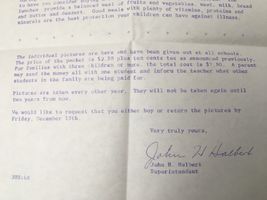 lunches provide a balanced meal of fruits and vegetables, meat, milk, bread
and butter and dessert. Good meals with plenty of vitamins, proteins and
minerals are the best protection your children can have against illness.
The individual pictures are here and have been given out at all schools.
The price of the packet is $2.50 plus ten cents tax as announced previously.
For families with three children or more, the total cost is $7.50. A parent
may send the money all with one student and inform the teacher what other
students in the family are being paid for.
Pictures are taken every other year. They will not be taken again until
two years from now.
We would like to request that you either buy or return the pictures by
Friday, December 15th.
Very truly yours,
John H Halbert
John H. Halbert
Superintendent
JHH:id